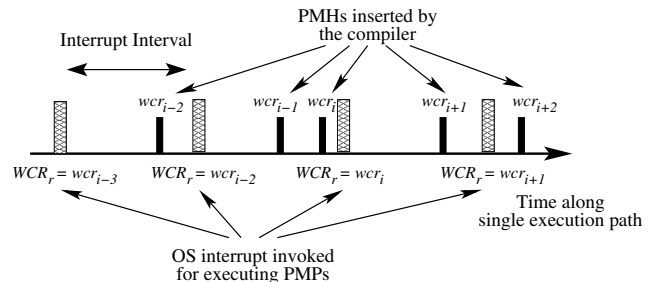 PMHs inserted by
the compiler
Interrupt Interval
wcr_{i-2} wcr_{i-1} wcr_i wcr_{i+1} wcr_{i+2}
WCR_r = wcr_{i-3} WCR_r = wcr_{i-2} WCR_r = wcr_i WCR_r = wcr_{i+1}
Time along
single execution path
OS interrupt invoked
for executing PMPs